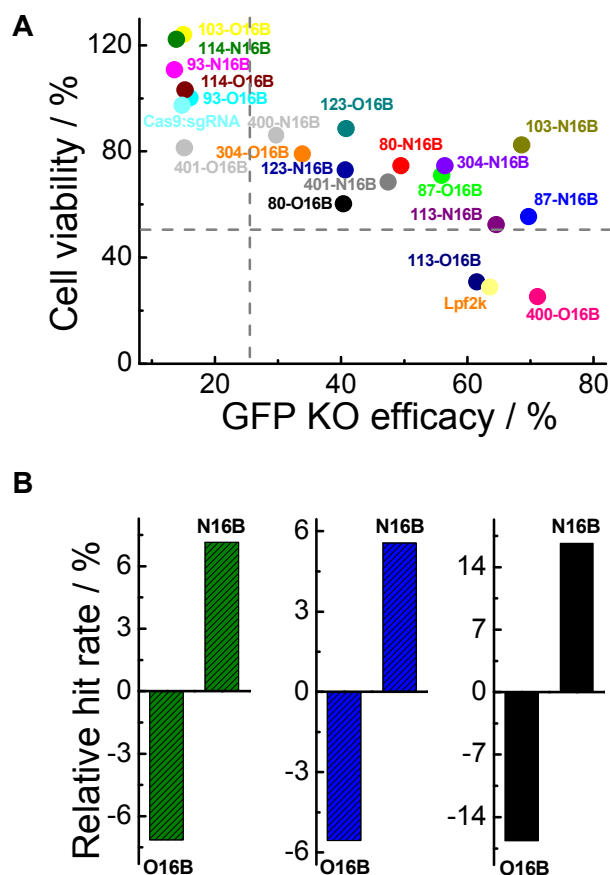 A
Cell viability / %
120
80
40
0
103-O16B
114-N16B
93-N16B
114-O16B
93-O16B
Cas9:sgRNA
401-O16B
400-N16B
304-O16B
123-O16B
123-N16B
401-N16B
80-O16B
80-N16B
304-N16B
87-O16B
103-N16B
113-N16B
87-N16B
113-O16B
Lpf2k
400-O16B
20 40 60 80
GFP KO efficacy / %
B
Relative hit rate / %
6
3
0
-3
-6
N16B
O16B
6
3
0
-3
-6
N16B
O16B
14
7
0
-7
-14
N16B
O16B